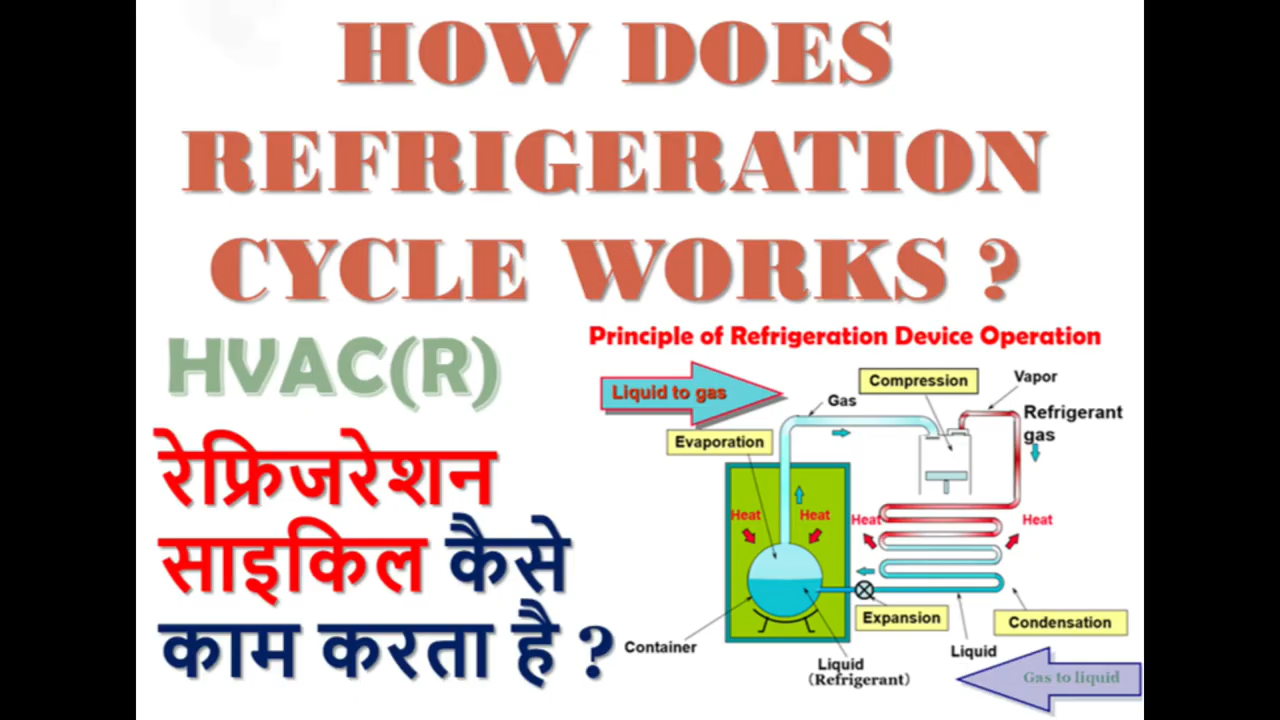 HOW DOES
REFRIGERATION
CYCLE WORKS ?
HVAC(R)
रेफ्रिजरेशन
साइकिल कैसे
काम करता है ?
Principle of Refrigeration Device Operation
Liquid to gas
Gas
Compression
Vapor
Refrigerant
gas
Evaporation
Heat
Heat
Heat
Heat
Expansion
Condensation
Container
Liquid
(Refrigerant)
Liquid
Gas to liquid